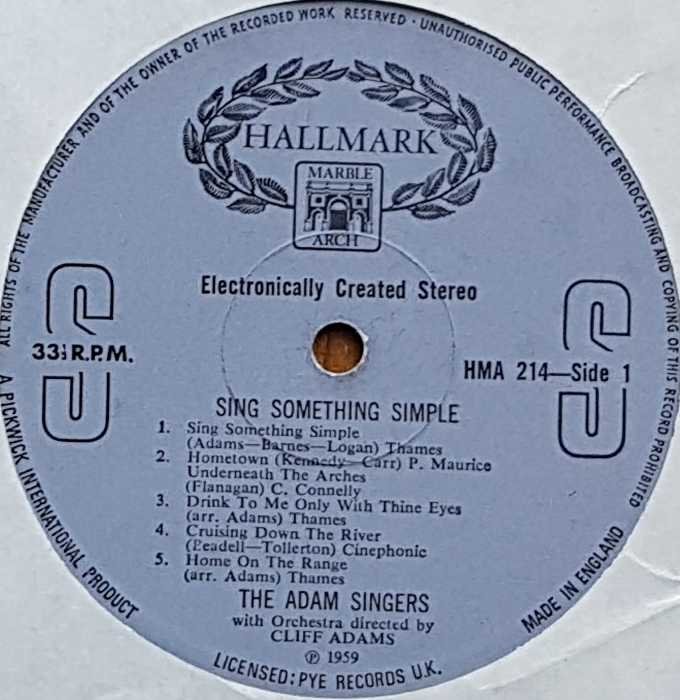 ALL RIGHTS OF THE MANUFACTURER AND OF THE OWNER OF THE RECORDED WORK RESERVED · UNAUTHORISED PUBLIC PERFORMANCE BROADCASTING AND COPYING OF THIS RECORD PROHIBITED
HALLMARK
MARBLE
ARCH
Electronically Created Stereo
33⅓ R.P.M.
HMA 214—Side 1
SING SOMETHING SIMPLE
1. Sing Something Simple
(Adams—Barnes—Logan) Thames
2. Hometown (Kennedy—Carr) P. Maurice
Underneath The Arches
(Flanagan) C. Connelly
3. Drink To Me Only With Thine Eyes
(arr. Adams) Thames
4. Cruising Down The River
(Beadell—Tollerton) Cinephonic
5. Home On The Range
(arr. Adams) Thames
THE ADAM SINGERS
with Orchestra directed by
CLIFF ADAMS
℗ 1959
A PICKWICK INTERNATIONAL PRODUCT
LICENSED: PYE RECORDS U.K.
MADE IN ENGLAND